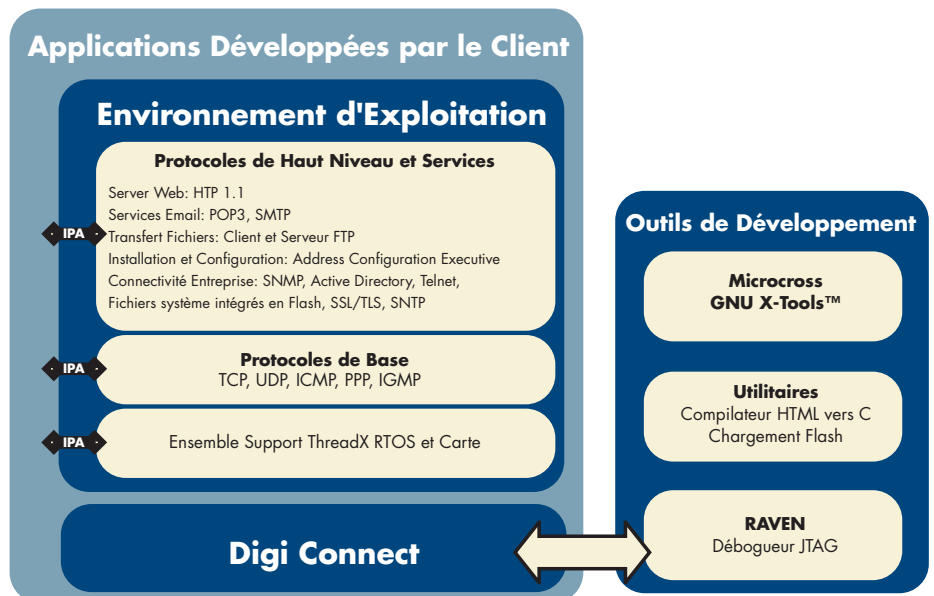 Applications Développées par le Client
Environnement d'Exploitation
Protocoles de Haut Niveau et Services
Server Web: HTP 1.1
Services Email: POP3, SMTP
IPA
Transfert Fichiers: Client et Serveur FTP
Installation et Configuration: Address Configuration Executive
Connectivité Entreprise: SNMP, Active Directory, Telnet,
Fichiers système intégrés en Flash, SSL/TLS, SNTP
IPA
Protocoles de Base
TCP, UDP, ICMP, PPP, IGMP
IPA
Ensemble Support ThreadX RTOS et Carte
Digi Connect
Outils de Développement
Microcross
GNU X-Tools™
Utilitaires
Compilateur HTML vers C
Chargement Flash
RAVEN
Débogueur JTAG